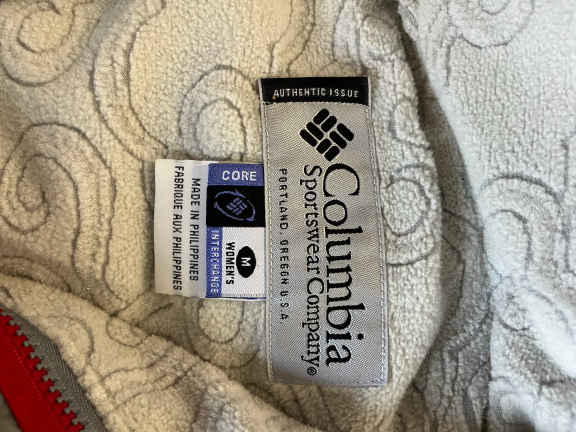 AUTHENTIC ISSUE
Columbia
Sportswear Company®
PORTLAND, OREGON U.S.A.
CORE
INTERCHANGE
M
WOMEN'S
MADE IN PHILIPPINES
FABRIQUE AUX PHILIPPINES